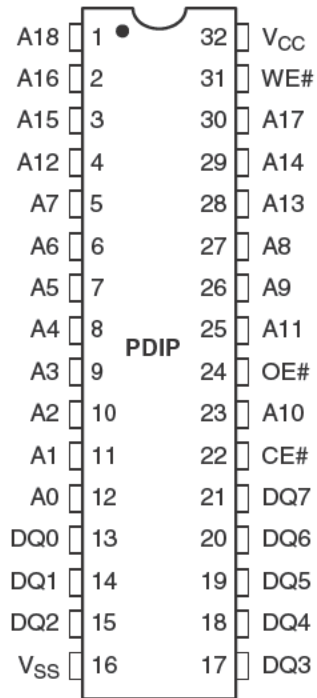 A18 1 32 VCC
A16 2 31 WE#
A15 3 30 A17
A12 4 29 A14
A7 5 28 A13
A6 6 27 A8
A5 7 26 A9
A4 8 25 A11
PDIP
A3 9 24 OE#
A2 10 23 A10
A1 11 22 CE#
A0 12 21 DQ7
DQ0 13 20 DQ6
DQ1 14 19 DQ5
DQ2 15 18 DQ4
VSS 16 17 DQ3